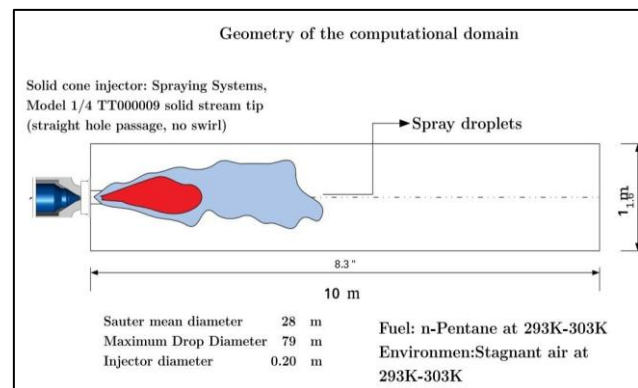 Geometry of the computational domain
Solid cone injector: Spraying Systems,
Model 1/4 TT000009 solid stream tip
(straight hole passage, no swirl)
Spray droplets
1 m
1.6
8.3 "
10 m
Sauter mean diameter 28 m
Maximum Drop Diameter 79 m
Injector diameter 0.20 m
Fuel: n-Pentane at 293K-303K
Environmen:Stagnant air at
293K-303K